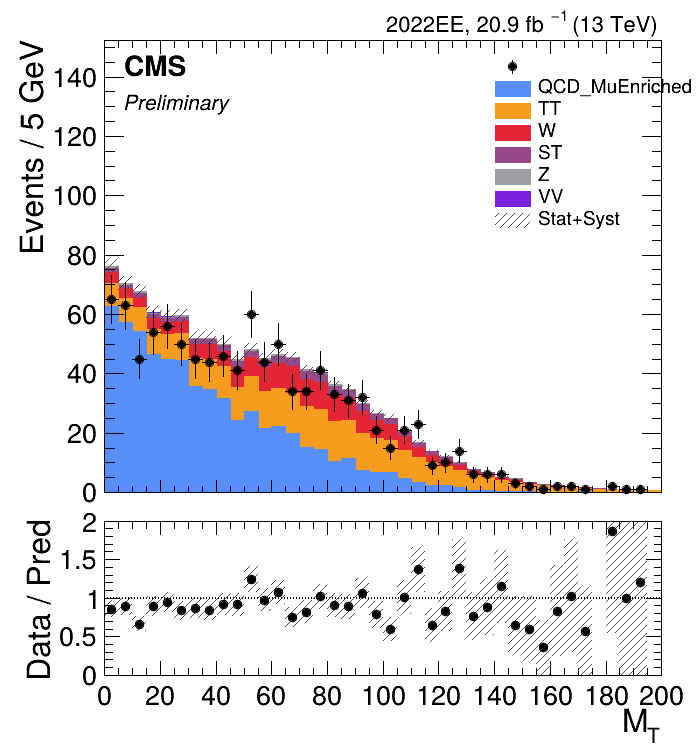 2022EE, 20.9 fb⁻¹ (13 TeV)
CMS
Preliminary
QCD_MuEnriched
TT
W
ST
Z
VV
Stat+Syst
Events / 5 GeV
140
120
100
80
60
40
20
0
Data / Pred
2
1.5
1
0.5
0
0 20 40 60 80 100 120 140 160 180 200
M_T